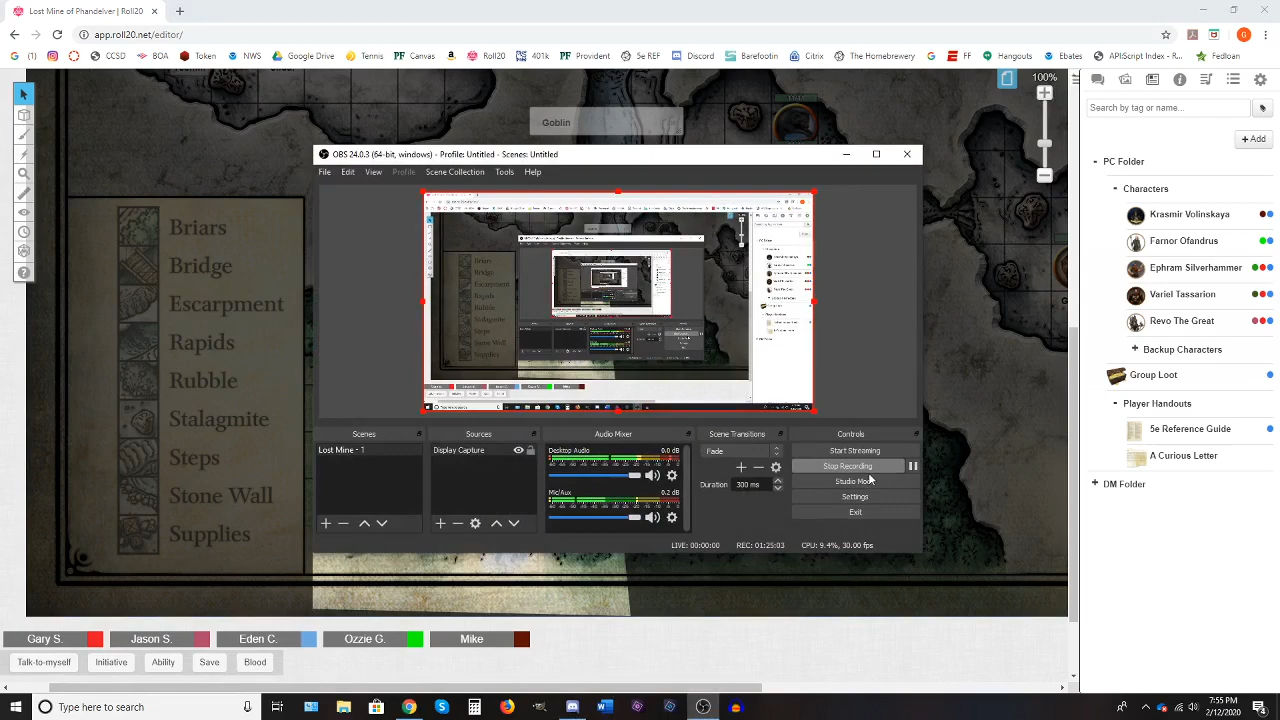 Lost Mine of Phandelver | Roll20
app.roll20.net/editor/
(1) CCSD BOA Token NWS Google Drive Tennis Canvas Roll20 401k Provident 5e REF Discord Barefootin Citrix The Homebrewery EZ Hangouts Ebates APIScript Index... Fedloan
100%
Search by tag or name...
+ Add
Goblin
OBS 24.0.3 (64-bit, windows) - Profile: Untitled - Scenes: Untitled
File Edit View Profile Scene Collection Tools Help
PC Folder
Characters
Krasmir Volinskaya
Farnor Ofandrus
Ephram Silverhammer
Variel Tassarion
Revo The Great
Backup Characters
Group Loot
Player Handouts
5e Reference Guide
A Curious Letter
DM Folder
Briars
Bridge
Escarpment
Rapids
Rubble
Stalagmite
Steps
Stone Wall
Supplies
Scenes
Lost Mine - 1
Sources
Display Capture
Audio Mixer
Desktop Audio 0.0 dB
Mic/Aux 0.2 dB
Scene Transitions
Fade
Duration 300 ms
Controls
Start Streaming
Stop Recording
Studio Mode
Settings
Exit
LIVE: 00:00:00 REC: 01:25:03 CPU: 9.4%, 30.00 fps
Gary S. Jason S. Eden C. Ozzie G. Mike
Talk-to-myself Initiative Ability Save Blood
Type here to search
7:55 PM
2/12/2020